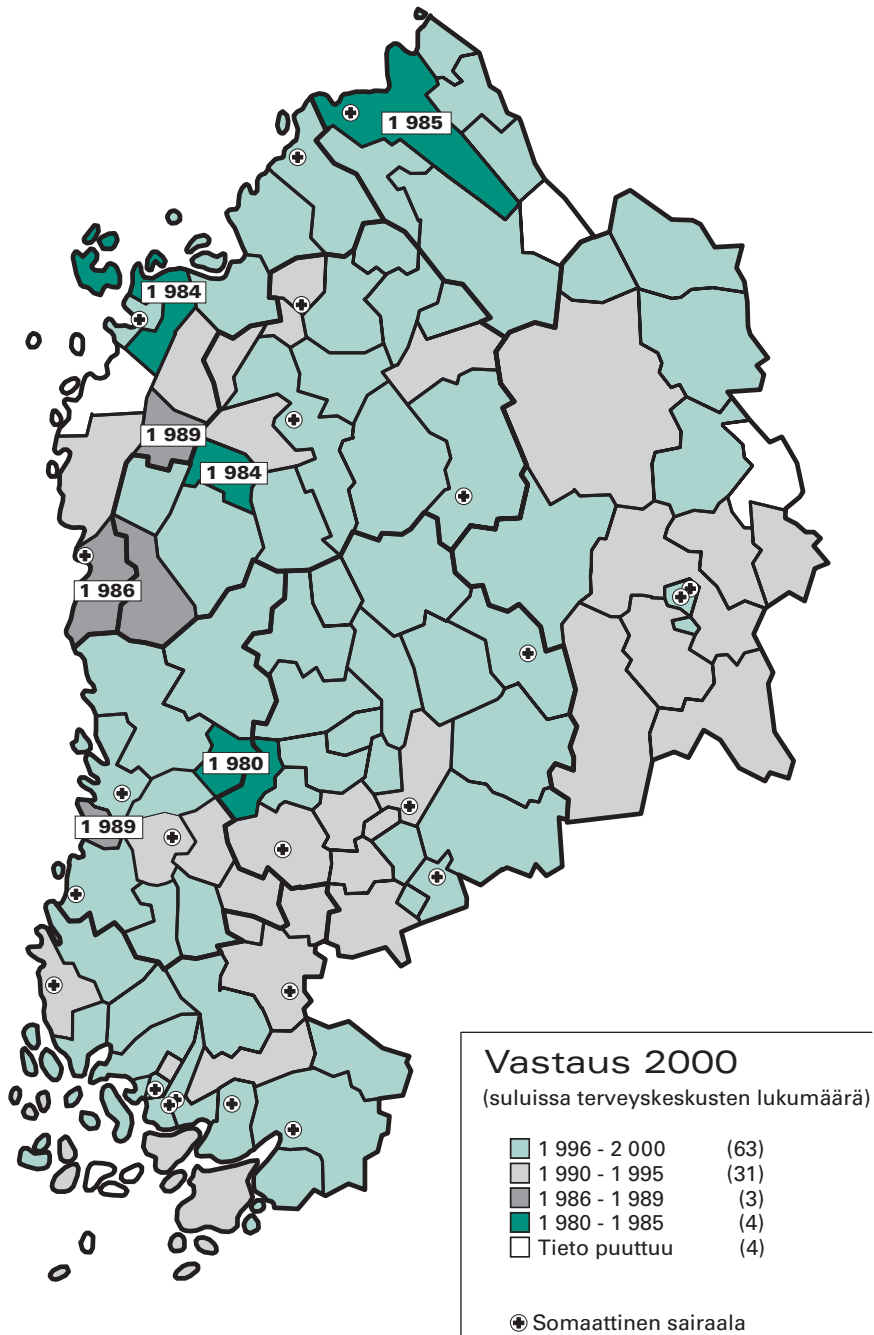 1 985
1 984
1 989
1 984
1 986
1 980
1 989
Vastaus 2000
(suluissa terveyskeskusten lukumäärä)
1 996 - 2 000 (63)
1 990 - 1 995 (31)
1 986 - 1 989 (3)
1 980 - 1 985 (4)
Tieto puuttuu (4)
Somaattinen sairaala